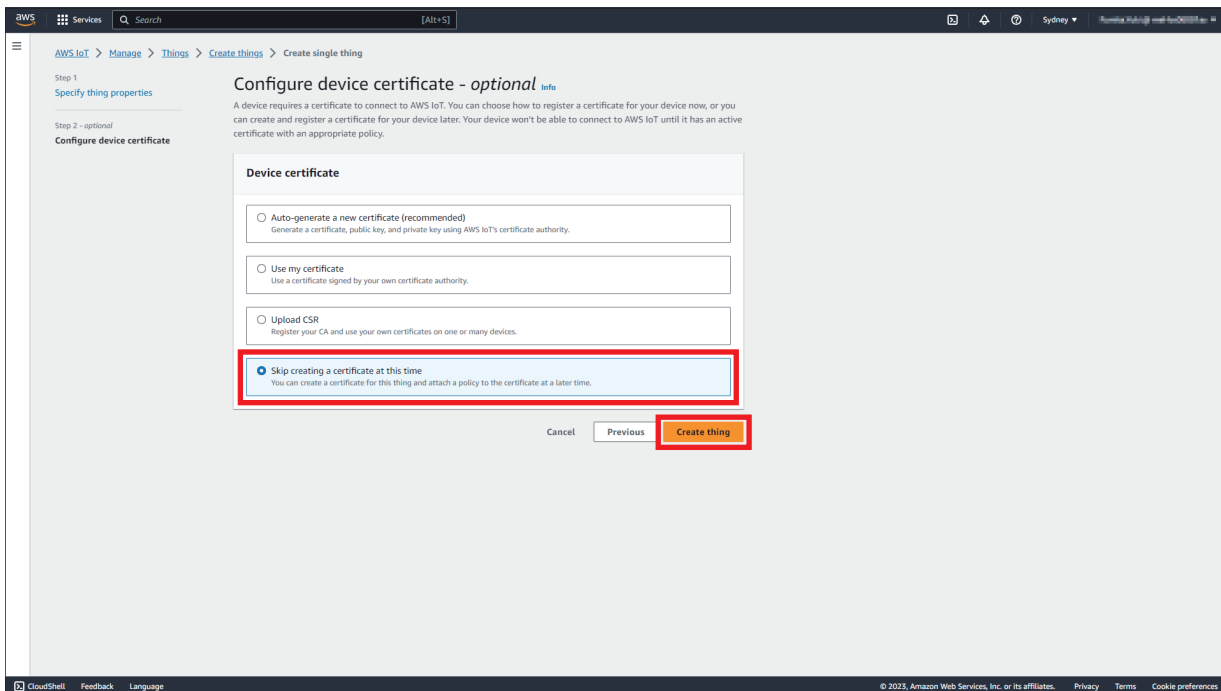 aws
Services
Search
[Alt+S]
Sydney
AWS IoT > Manage > Things > Create things > Create single thing
Step 1
Specify thing properties
Step 2 - optional
Configure device certificate
Configure device certificate - optional Info
A device requires a certificate to connect to AWS IoT. You can choose how to register a certificate for your device now, or you
can create and register a certificate for your device later. Your device won't be able to connect to AWS IoT until it has an active
certificate with an appropriate policy.
Device certificate
Auto-generate a new certificate (recommended)
Generate a certificate, public key, and private key using AWS IoT's certificate authority.
Use my certificate
Use a certificate signed by your own certificate authority.
Upload CSR
Register your CA and use your own certificates on one or many devices.
Skip creating a certificate at this time
You can create a certificate for this thing and attach a policy to the certificate at a later time.
Cancel
Previous
Create thing
CloudShell
Feedback
Language
© 2023, Amazon Web Services, Inc. or its affiliates.
Privacy
Terms
Cookie preferences